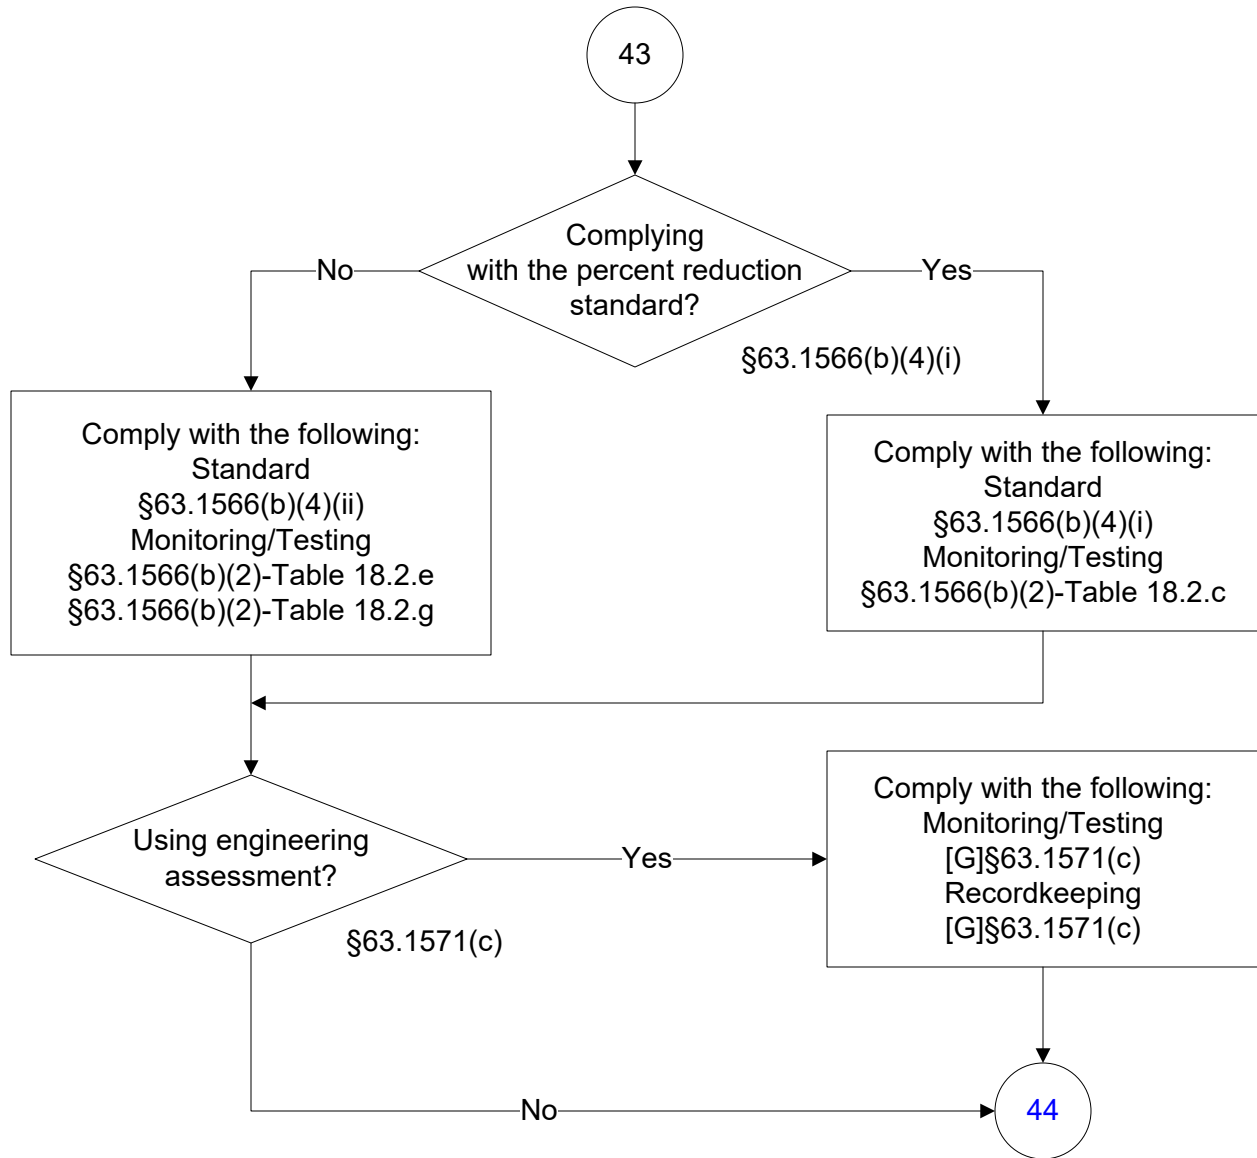 43
Complying
with the percent reduction
standard?
No
Yes
§63.1566(b)(4)(i)
Comply with the following:
Standard
§63.1566(b)(4)(ii)
Monitoring/Testing
§63.1566(b)(2)-Table 18.2.e
§63.1566(b)(2)-Table 18.2.g
Comply with the following:
Standard
§63.1566(b)(4)(i)
Monitoring/Testing
§63.1566(b)(2)-Table 18.2.c
Using engineering
assessment?
Yes
§63.1571(c)
Comply with the following:
Monitoring/Testing
[G]§63.1571(c)
Recordkeeping
[G]§63.1571(c)
No
44